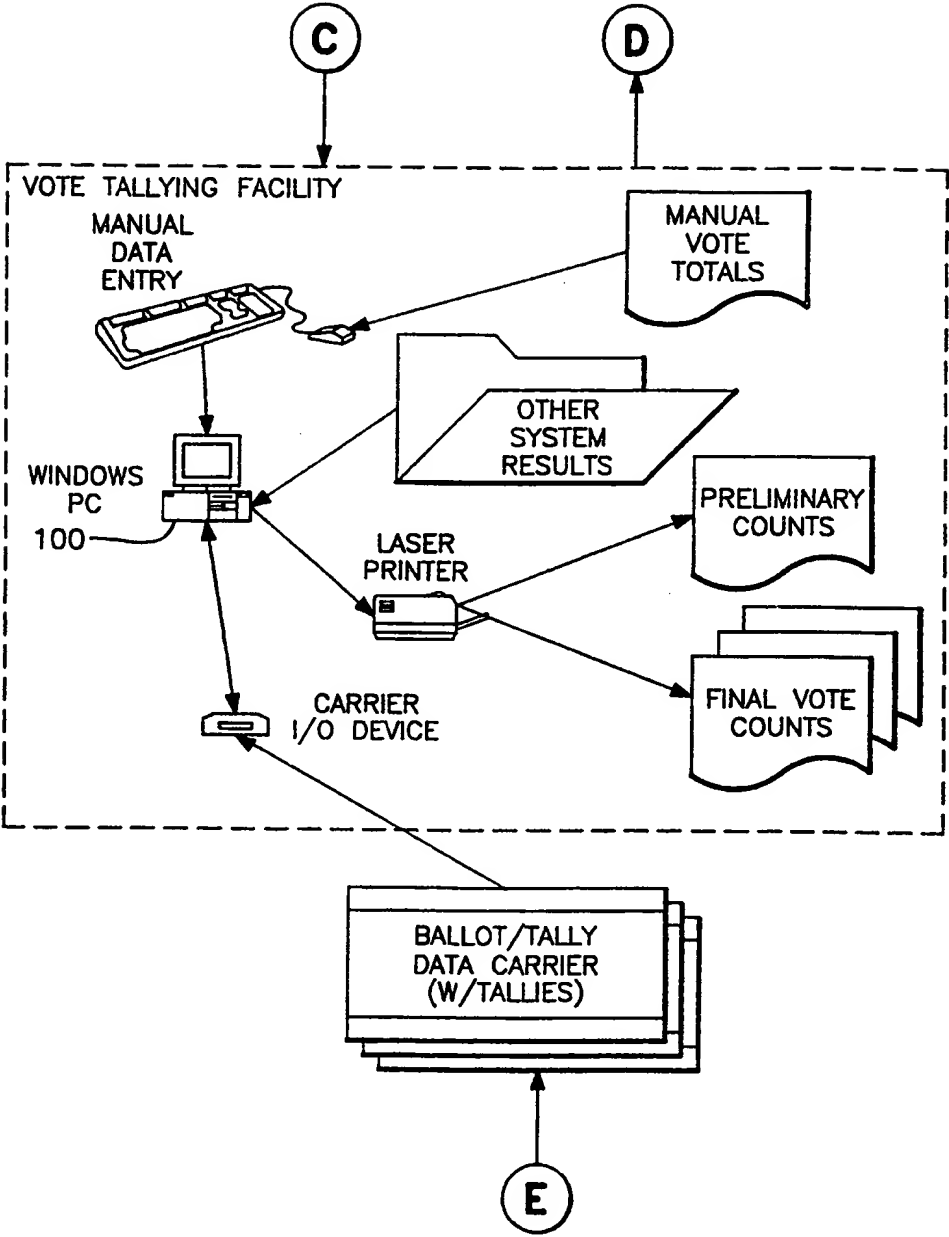 C
D
VOTE TALLYING FACILITY
MANUAL
DATA
ENTRY
MANUAL
VOTE
TOTALS
OTHER
SYSTEM
RESULTS
WINDOWS
PC
100
PRELIMINARY
COUNTS
LASER
PRINTER
FINAL VOTE
COUNTS
CARRIER
I/O DEVICE
BALLOT/TALLY
DATA CARRIER
(W/TALLIES)
E